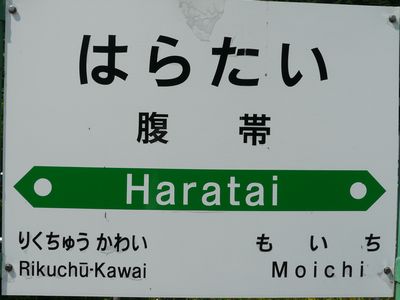 はらたい
腹帯
Haratai
りくちゅう かわい もいち
Rikuchū-Kawai Moichi